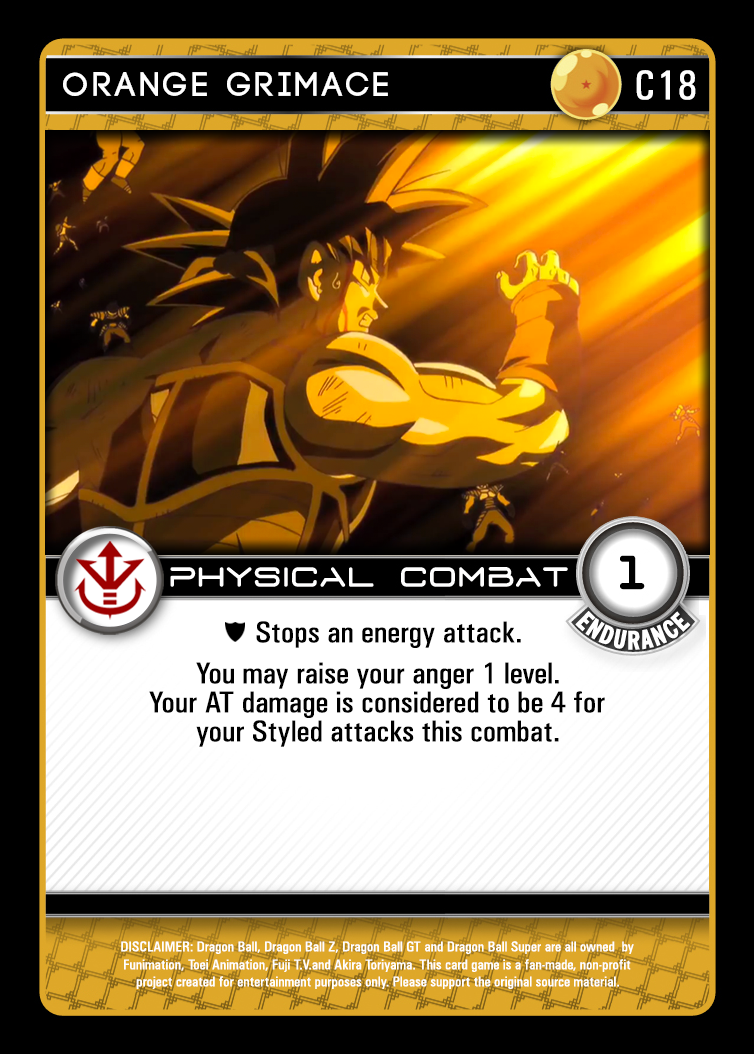 ORANGE GRIMACE
C18
PHYSICAL COMBAT
1
ENDURANCE
Stops an energy attack.
You may raise your anger 1 level.
Your AT damage is considered to be 4 for
your Styled attacks this combat.
DISCLAIMER: Dragon Ball, Dragon Ball Z, Dragon Ball GT and Dragon Ball Super are all owned by
Funimation, Toei Animation, Fuji T.V.and Akira Toriyama. This card game is a fan-made, non-profit
project created for entertainment purposes only. Please support the original source material.